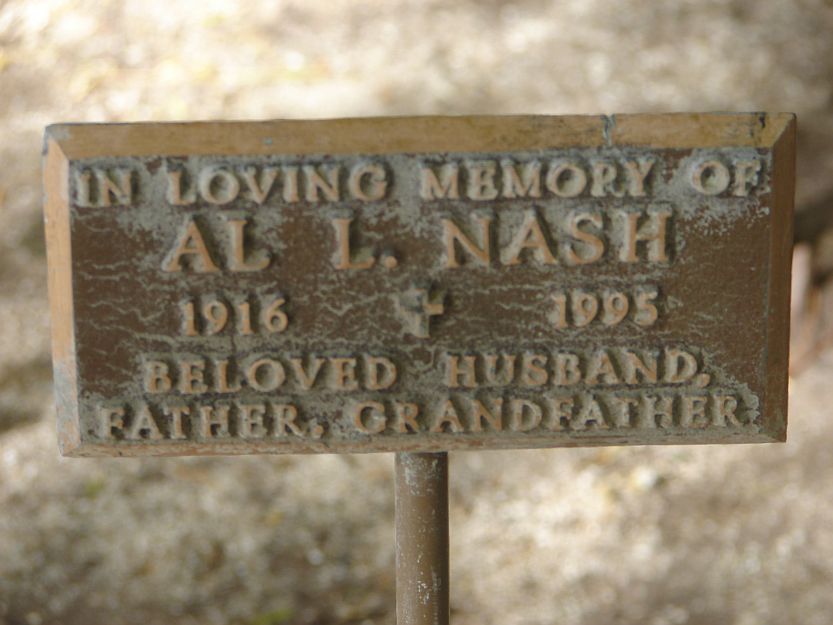 IN LOVING MEMORY OF
AL L. NASH
1916 1995
BELOVED HUSBAND,
FATHER, GRANDFATHER.